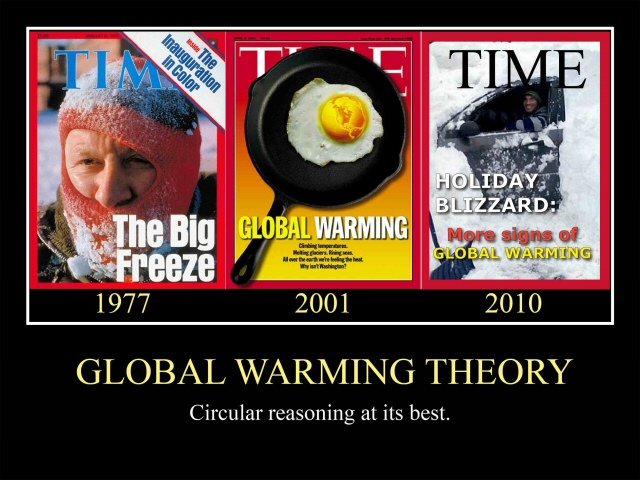 TIM
Inside:
The
Inauguration
In Color
The Big
Freeze
TIME
GLOBAL WARMING
Climbing temperatures.
Melting glaciers. Rising seas.
All over the earth we're feeling the heat.
Why isn't Washington?
TIME
HOLIDAY
BLIZZARD:
More signs of
GLOBAL WARMING
1977
2001
2010
GLOBAL WARMING THEORY
Circular reasoning at its best.